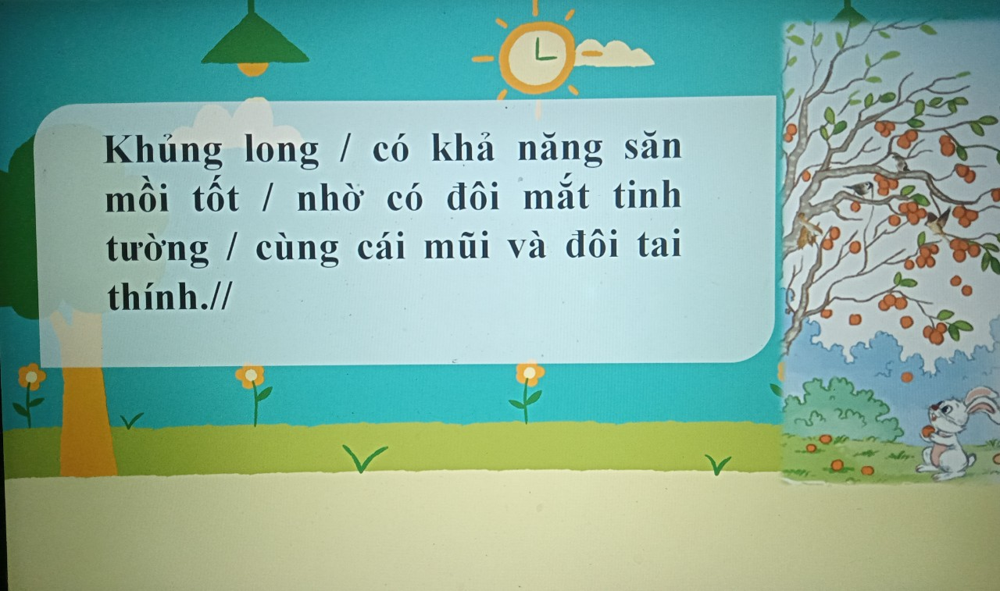 Khủng long / có khả năng săn
mồi tốt / nhờ có đôi mắt tinh
tường / cùng cái mũi và đôi tai
thính.//